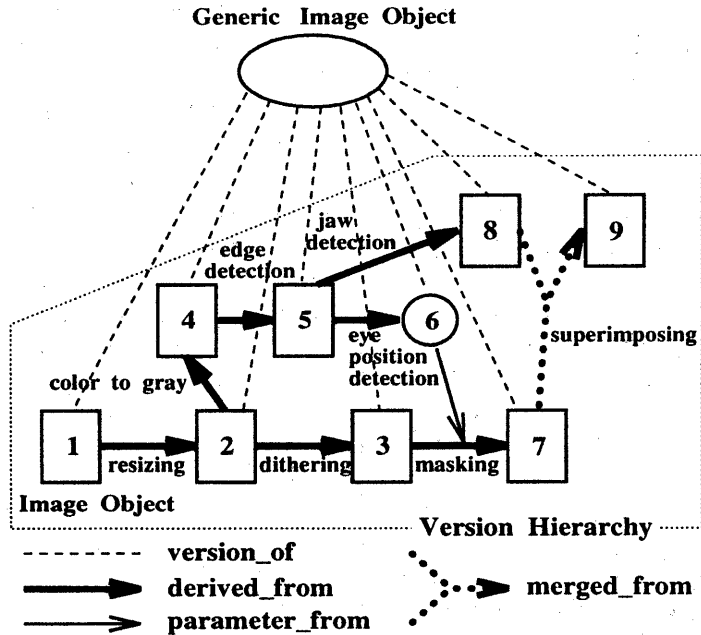 Generic Image Object
8
9
jaw
detection
edge
detection
4
5
6
superimposing
eye
position
detection
color to gray
1
2
3
7
resizing
dithering
masking
Image Object
Version Hierarchy
version_of
derived_from
merged_from
parameter_from